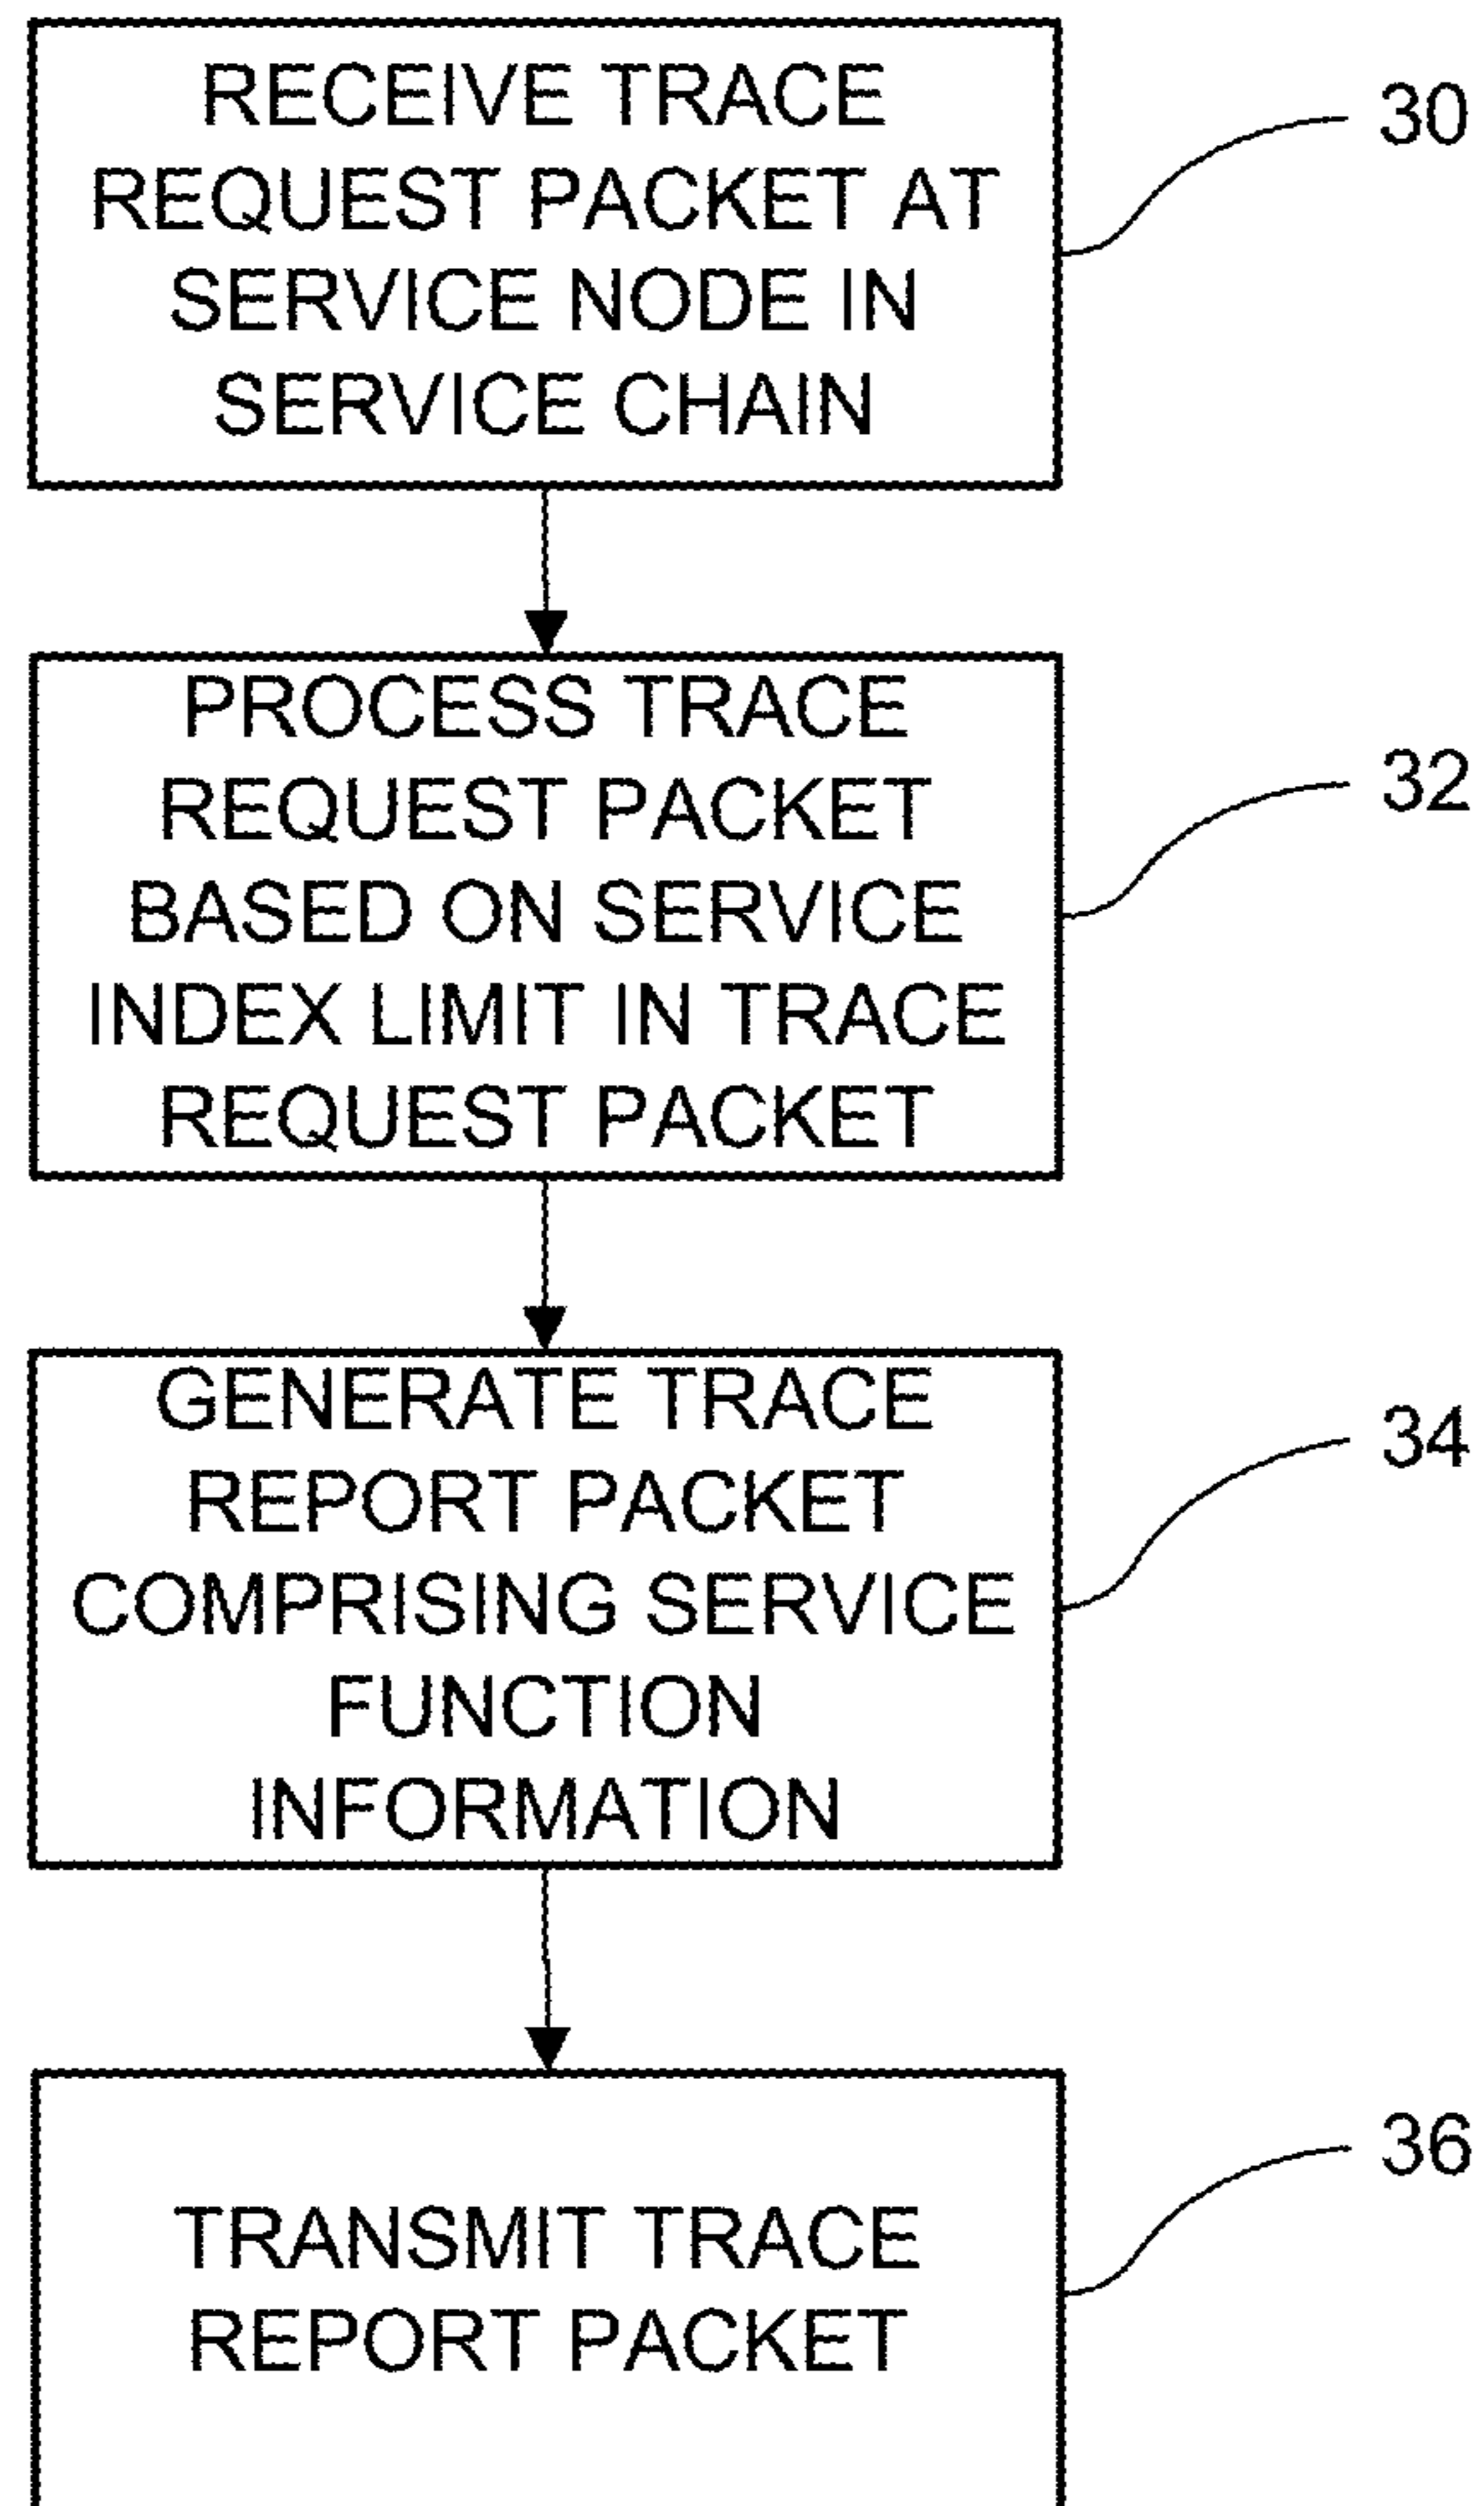 RECEIVE TRACE
REQUEST PACKET AT
SERVICE NODE IN
SERVICE CHAIN
30
PROCESS TRACE
REQUEST PACKET
BASED ON SERVICE
INDEX LIMIT IN TRACE
REQUEST PACKET
32
GENERATE TRACE
REPORT PACKET
COMPRISING SERVICE
FUNCTION
INFORMATION
34
TRANSMIT TRACE
REPORT PACKET
36